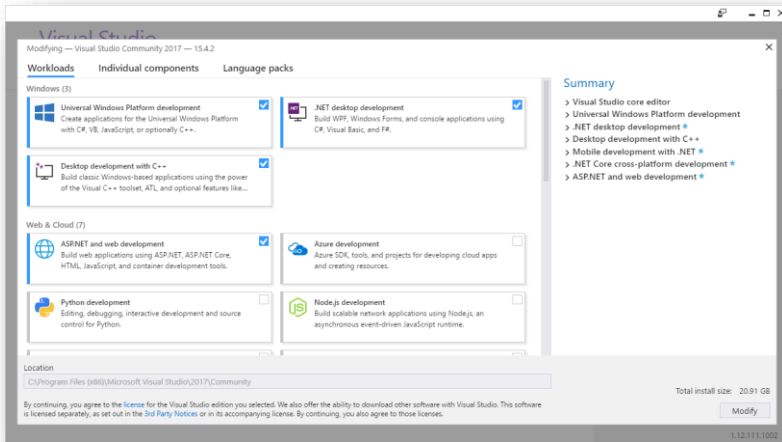 Visual Studio
Modifying — Visual Studio Community 2017 — 15.4.2
Workloads
Individual components
Language packs
Windows (3)
Universal Windows Platform development
Create applications for the Universal Windows Platform
with C#, VB, JavaScript, or optionally C++.
.NET desktop development
Build WPF, Windows Forms, and console applications using
C#, Visual Basic, and F#.
Desktop development with C++
Build classic Windows-based applications using the power
of the Visual C++ toolset, ATL, and optional features like...
Web & Cloud (7)
ASP.NET and web development
Build web applications using ASP.NET, ASP.NET Core,
HTML, JavaScript, and container development tools.
Azure development
Azure SDK, tools, and projects for developing cloud apps
and creating resources.
Python development
Editing, debugging, interactive development and source
control for Python.
Node.js development
Build scalable network applications using Node.js, an
asynchronous event-driven JavaScript runtime.
Summary
> Visual Studio core editor
> Universal Windows Platform development
> .NET desktop development *
> Desktop development with C++
> Mobile development with .NET *
> .NET Core cross-platform development *
> ASP.NET and web development *
Location
C:\Program Files (x86)\Microsoft Visual Studio\2017\Community
By continuing, you agree to the license for the Visual Studio edition you selected. We also offer the ability to download other software with Visual Studio. This software
is licensed separately, as set out in the 3rd Party Notices or in its accompanying license. By continuing, you also agree to those licenses.
Total install size: 20.91 GB
Modify
1.12.111.1002